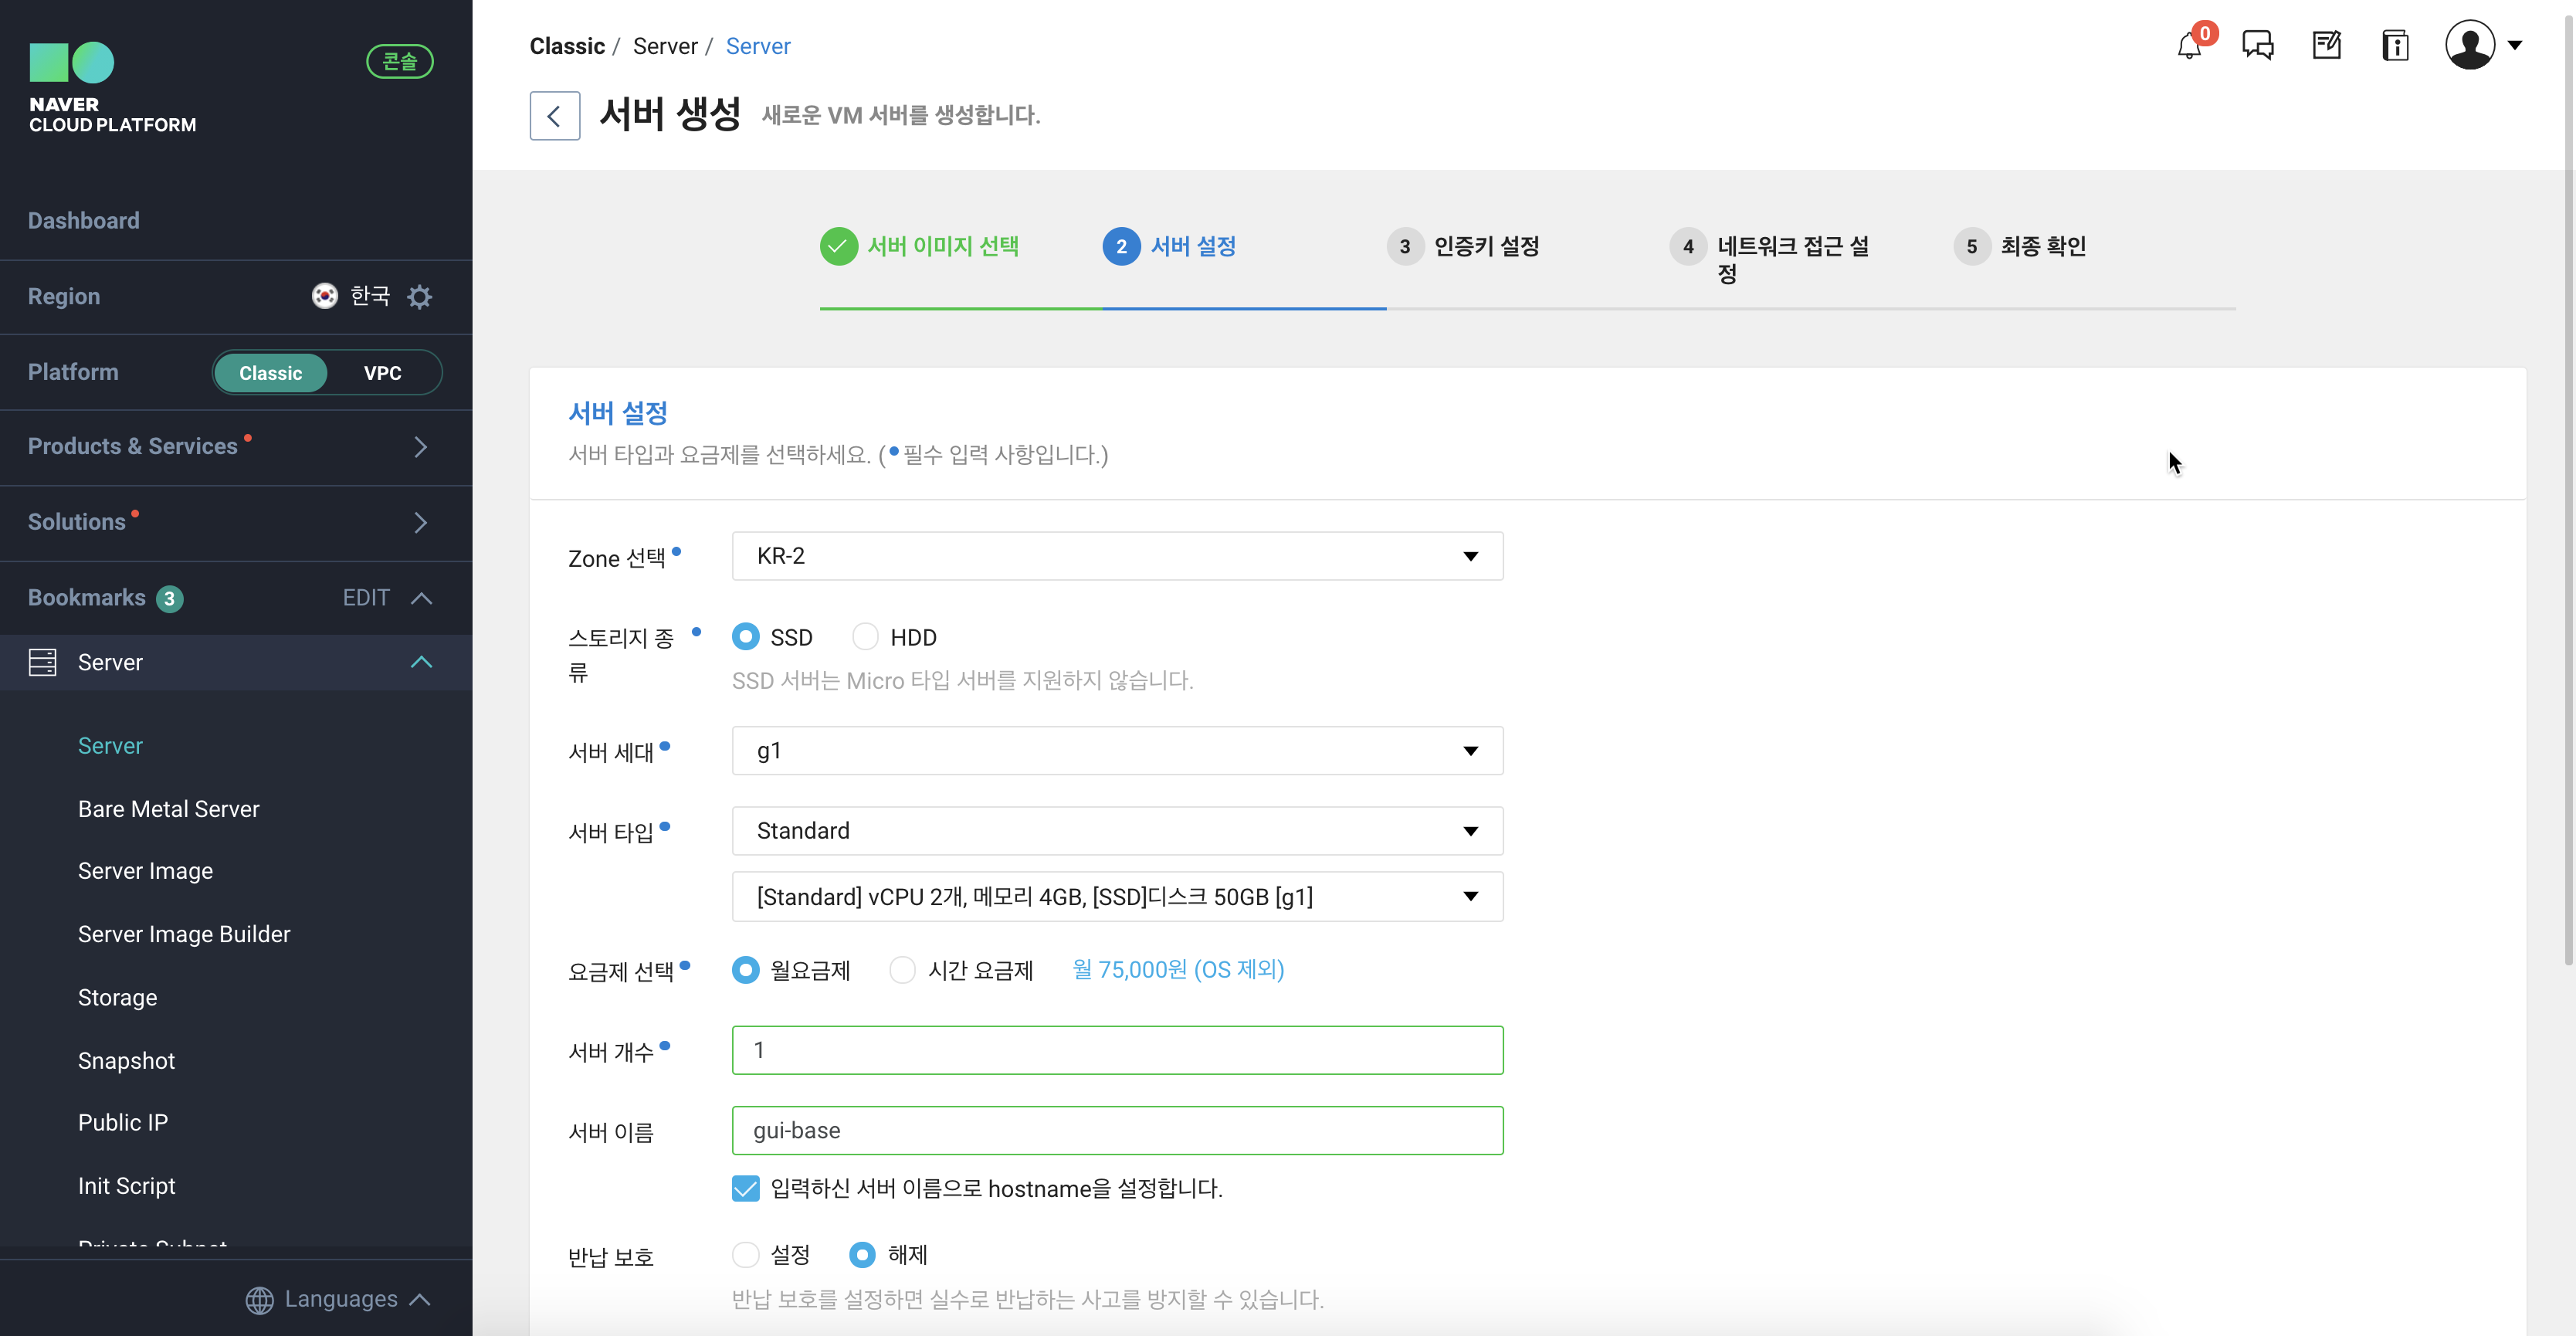 콘솔
NAVER
CLOUD PLATFORM
Dashboard
Region 한국
Platform Classic VPC
Products & Services
Solutions
Bookmarks 3 EDIT
Server
Server
Bare Metal Server
Server Image
Server Image Builder
Storage
Snapshot
Public IP
Init Script
Private Subnet
Languages
Classic / Server / Server
0
서버 생성 새로운 VM 서버를 생성합니다.
서버 이미지 선택
2 서버 설정
3 인증키 설정
4 네트워크 접근 설
정
5 최종 확인
서버 설정
서버 타입과 요금제를 선택하세요. (•필수 입력 사항입니다.)
Zone 선택 • KR-2
스토리지 종 • SSD HDD
류
SSD 서버는 Micro 타입 서버를 지원하지 않습니다.
서버 세대 • g1
서버 타입 • Standard
[Standard] vCPU 2개, 메모리 4GB, [SSD]디스크 50GB [g1]
요금제 선택 • 월요금제 시간 요금제 월 75,000원 (OS 제외)
서버 개수 • 1
서버 이름 gui-base
입력하신 서버 이름으로 hostname을 설정합니다.
반납 보호 설정 해제
반납 보호를 설정하면 실수로 반납하는 사고를 방지할 수 있습니다.